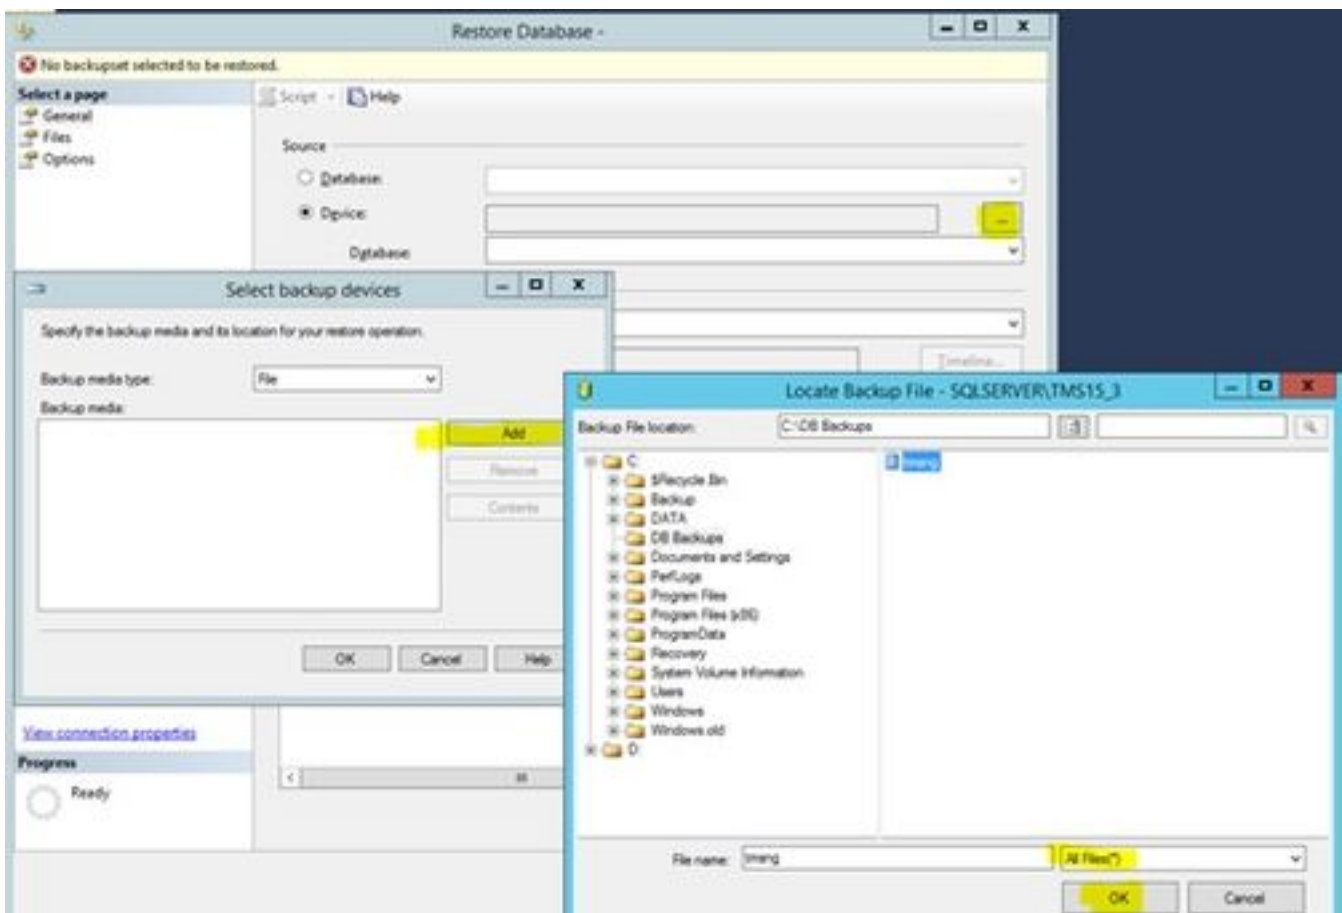 Restore Database -
No backupset selected to be restored.
Select a page
General
Files
Options
Script
Help
Source
Database:
Device:
...
Database:
Timeline...
Select backup devices
Specify the backup media and its location for your restore operation.
Backup media type:
File
Backup media:
Add
Remove
Contents
OK
Cancel
Help
View connection properties
Progress
Ready
Locate Backup File - SQLSERVER\TMS15_3
Backup File location:
C:\DB Backups
C:
$Recycle.Bin
Backup
DATA
DB Backups
Documents and Settings
PerfLogs
Program Files
Program Files (x86)
ProgramData
Recovery
System Volume Information
Users
Windows
Windows.old
D:
tmsng
File name:
tmsng
All Files(*)
OK
Cancel